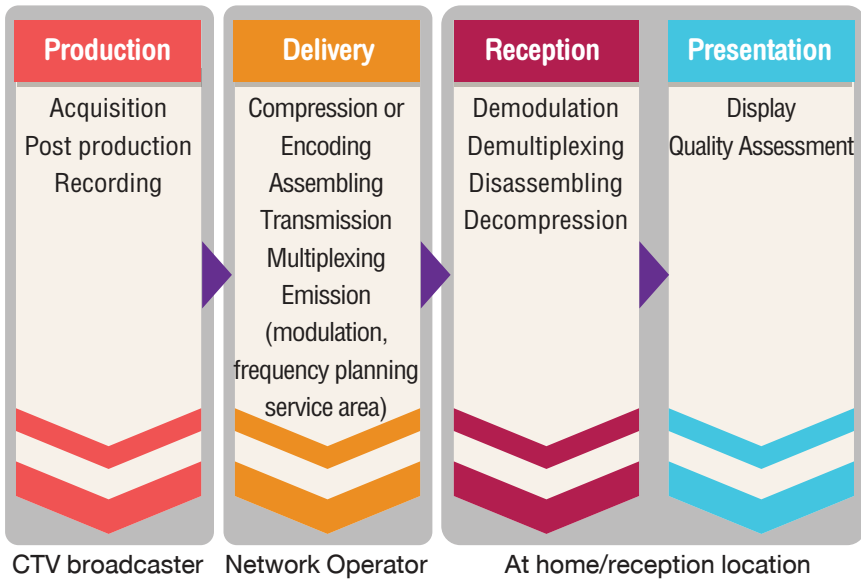 Production
Acquisition
Post production
Recording
Delivery
Compression or
Encoding
Assembling
Transmission
Multiplexing
Emission
(modulation,
frequency planning
service area)
Reception
Demodulation
Demultiplexing
Disassembling
Decompression
Presentation
Display
Quality Assessment
CTV broadcaster
Network Operator
At home/reception location